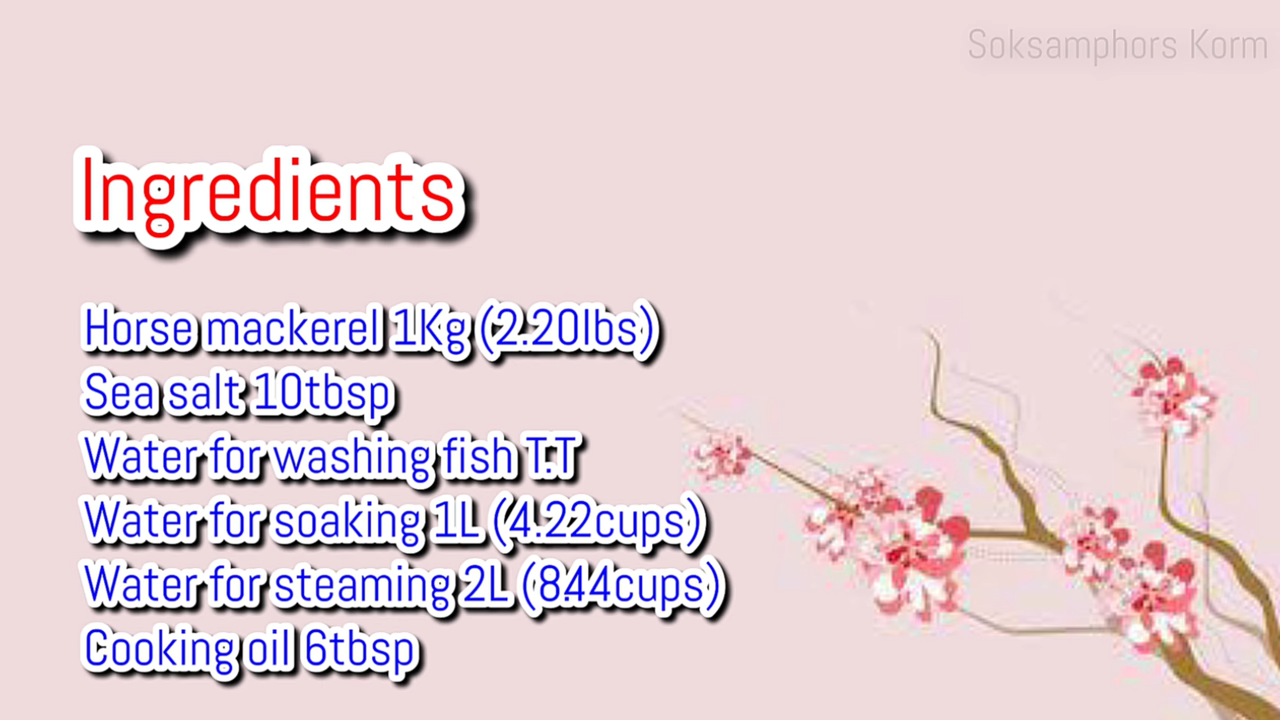 Soksamphors Korm
Ingredients
Horse mackerel 1Kg (2.20lbs)
Sea salt 10tbsp
Water for washing fish T.T
Water for soaking 1L (4.22cups)
Water for steaming 2L (8.44cups)
Cooking oil 6tbsp